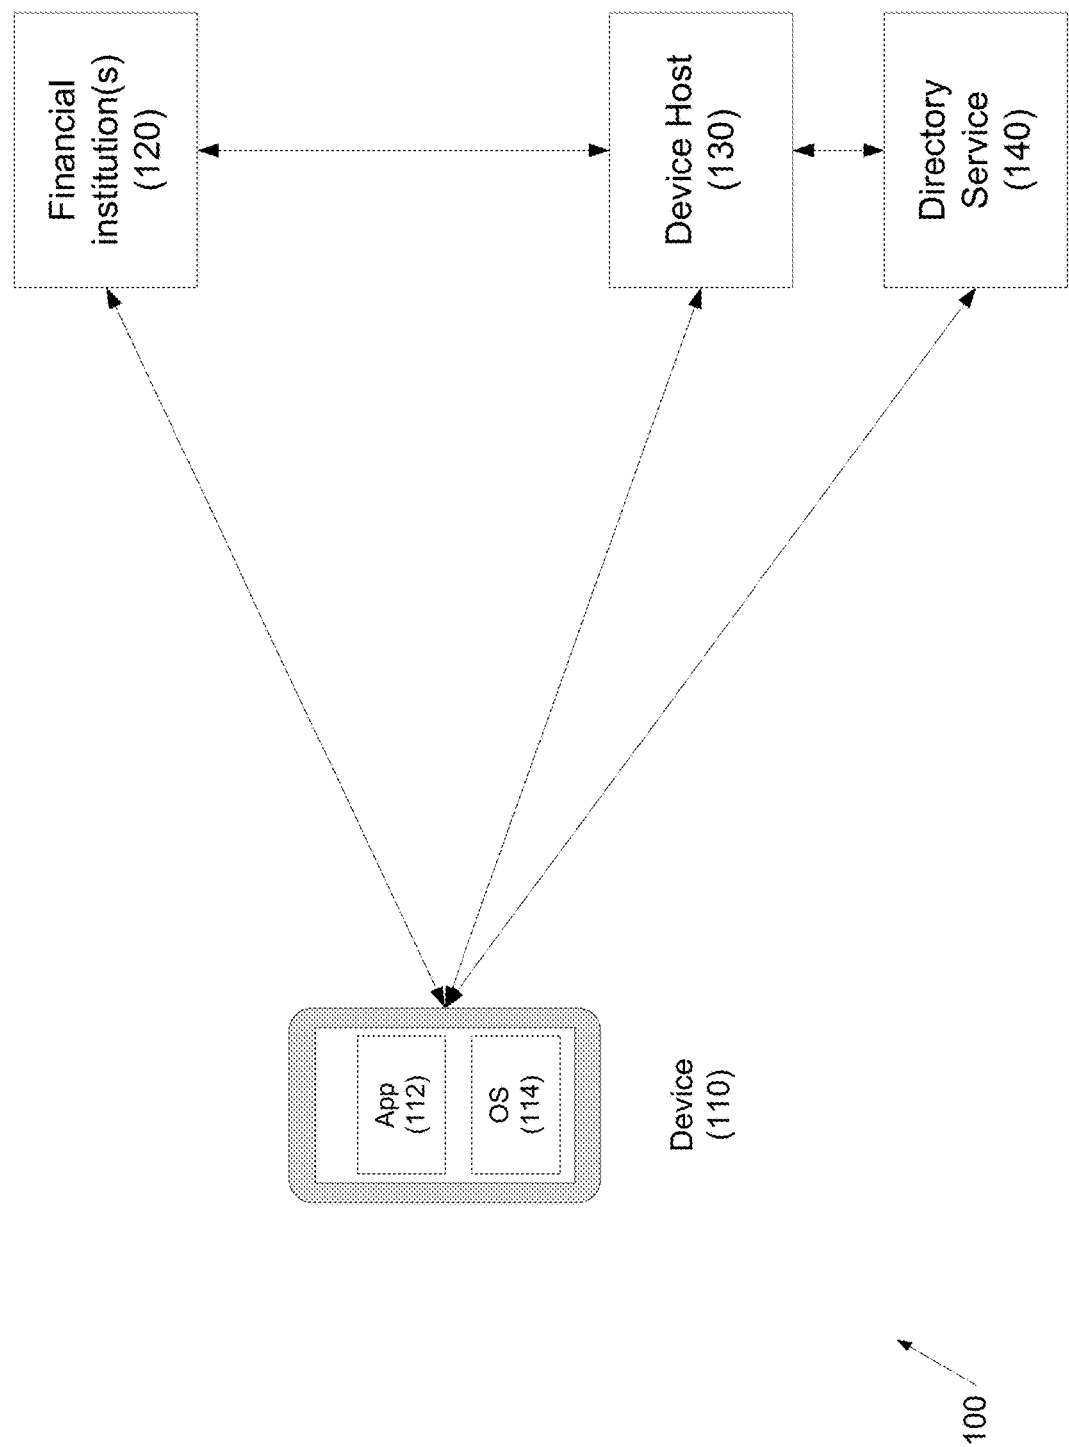 Financial
institution(s)
(120)
Device Host
(130)
Directory
Service
(140)
App
(112)
OS
(114)
Device
(110)
100